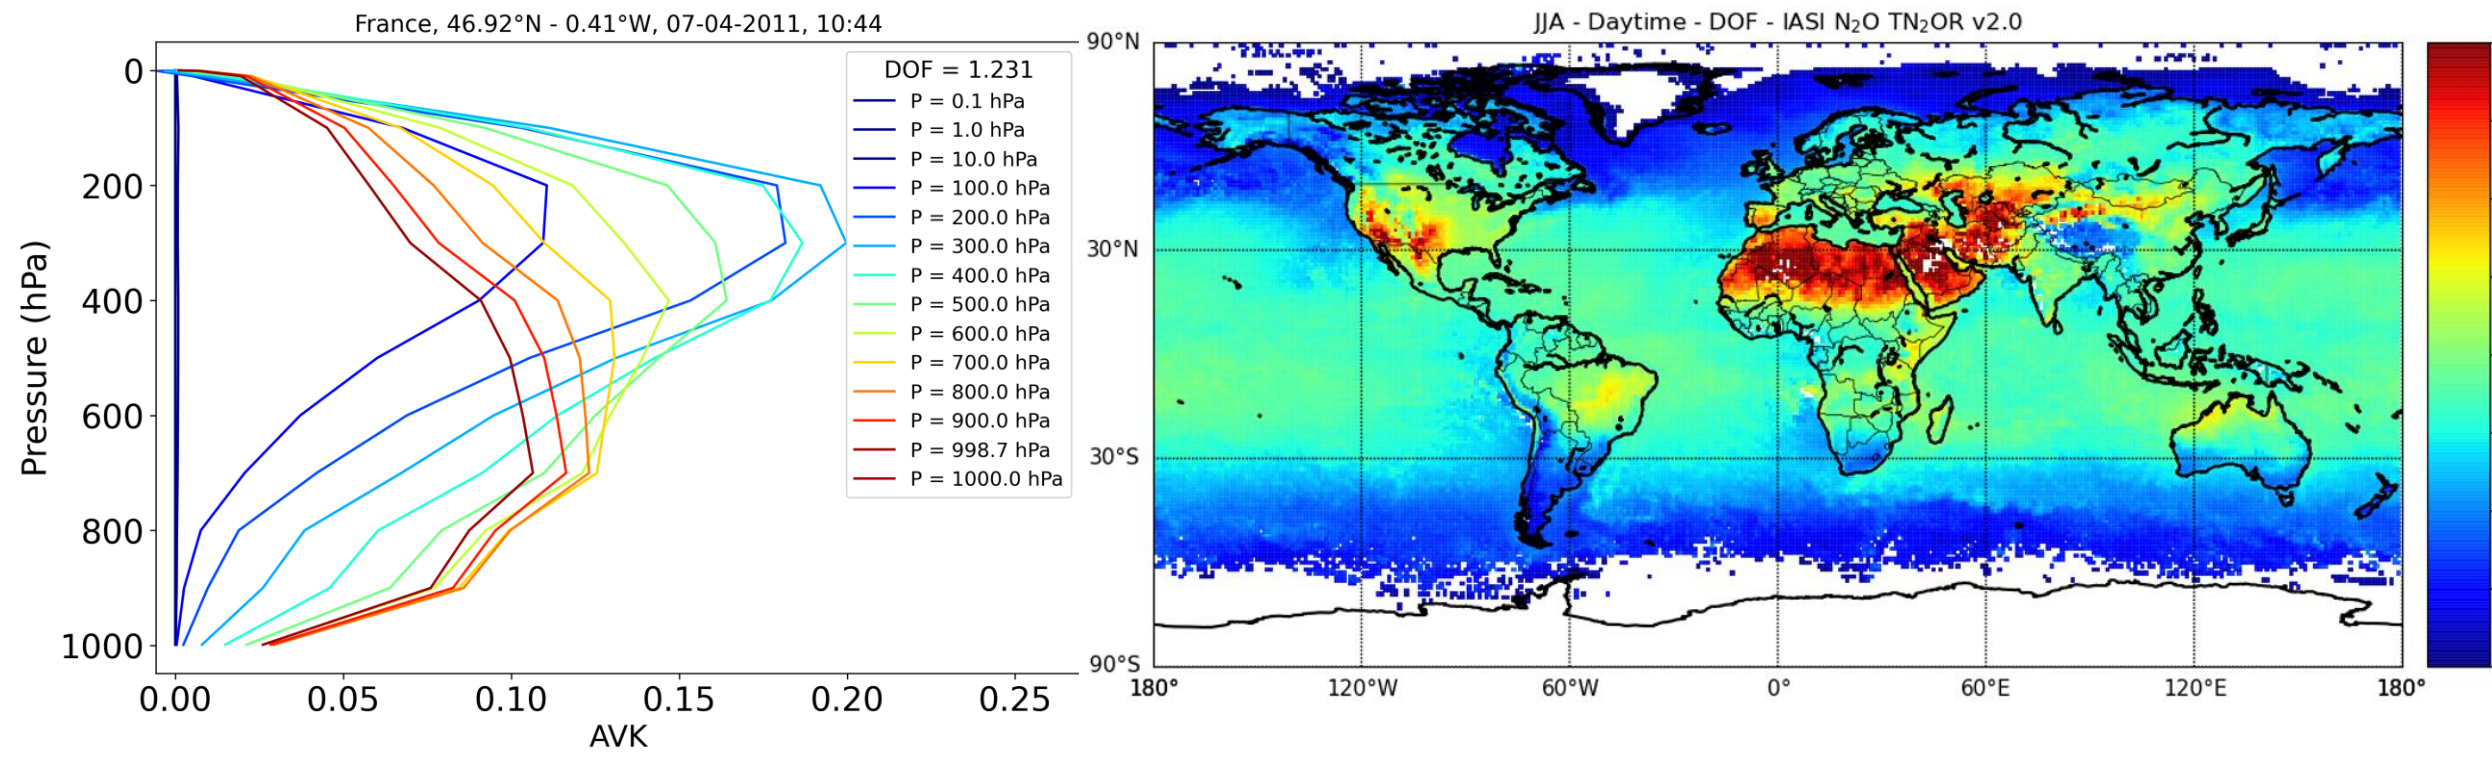 France, 46.92°N - 0.41°W, 07-04-2011, 10:44
Pressure (hPa)
0
200
400
600
800
1000
0.00 0.05 0.10 0.15 0.20 0.25
AVK
DOF = 1.231
P = 0.1 hPa
P = 1.0 hPa
P = 10.0 hPa
P = 100.0 hPa
P = 200.0 hPa
P = 300.0 hPa
P = 400.0 hPa
P = 500.0 hPa
P = 600.0 hPa
P = 700.0 hPa
P = 800.0 hPa
P = 900.0 hPa
P = 998.7 hPa
P = 1000.0 hPa
JJA - Daytime - DOF - IASI N₂O TN₂OR v2.0
90°N
30°N
30°S
90°S
180° 120°W 60°W 0° 60°E 120°E 180°